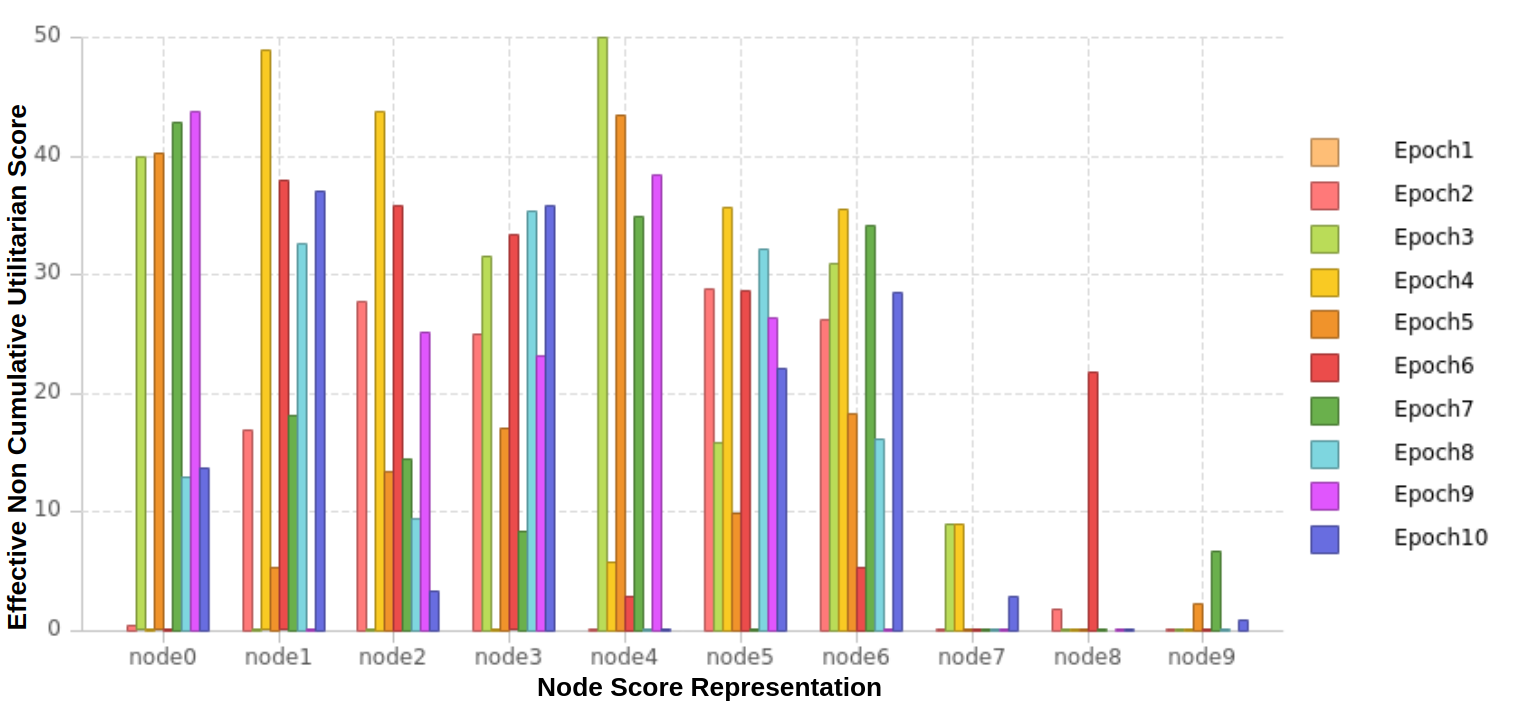 Effective Non Cumulative Utilitarian Score
50
40
30
20
10
0
node0 node1 node2 node3 node4 node5 node6 node7 node8 node9
Node Score Representation
Epoch1
Epoch2
Epoch3
Epoch4
Epoch5
Epoch6
Epoch7
Epoch8
Epoch9
Epoch10